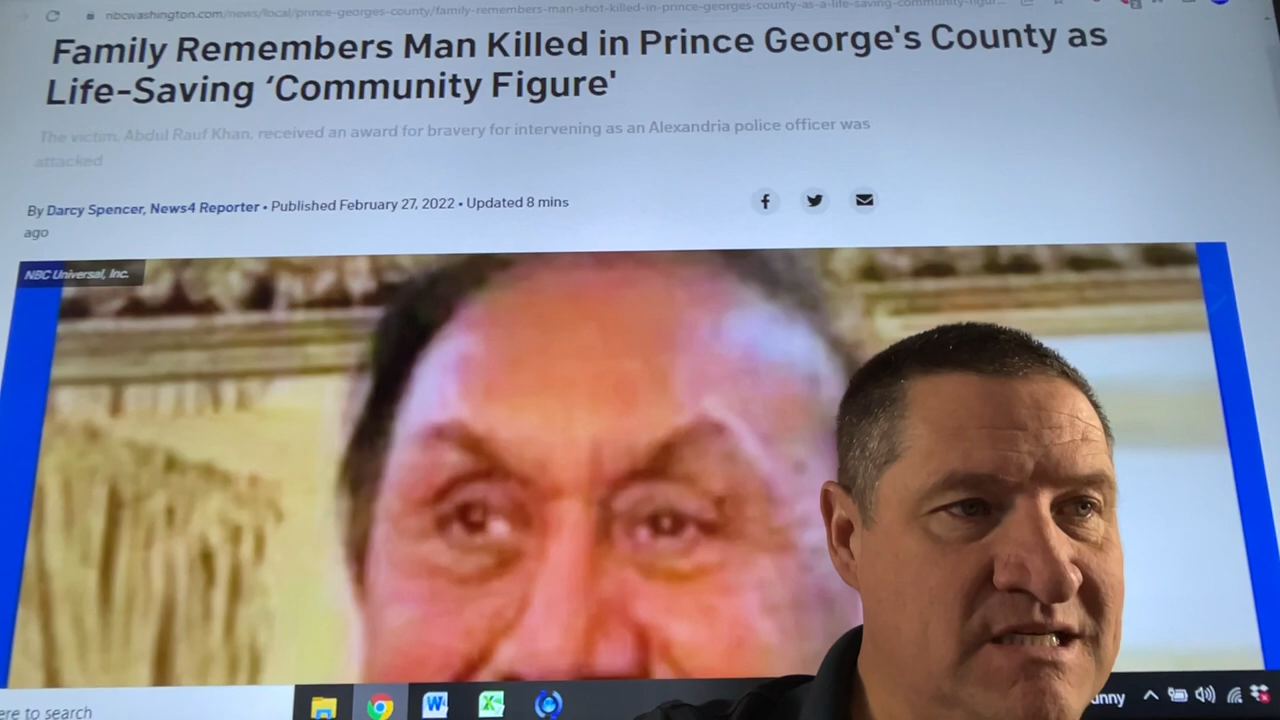 nbcwashington.com/news/local/prince-georges-county/family-remembers-man-shot-killed-in-prince-georges-county-as-a-life-saving-community-figur...
Family Remembers Man Killed in Prince George's County as
Life-Saving ‘Community Figure'
The victim, Abdul Rauf Khan, received an award for bravery for intervening as an Alexandria police officer was
attacked
By Darcy Spencer, News4 Reporter • Published February 27, 2022 • Updated 8 mins
ago
NBC Universal, Inc.
ere to search
unny